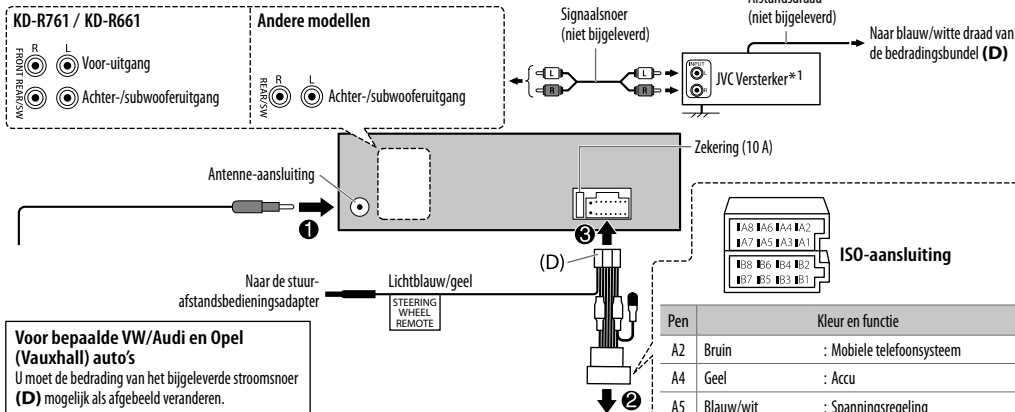 KD-R761 / KD-R661
R L
FRONT
REAR/SW
Voor-uitgang
Achter-/subwooferuitgang
Andere modellen
R L
REAR/SW
Achter-/subwooferuitgang
Signaalsnoer
(niet bijgeleverd)
L
R
L
R
INPUT
L
R
JVC Versterker*1
Afstandsdraad
(niet bijgeleverd)
Naar blauw/witte draad van
de bedradingsbundel (D)
Zekering (10 A)
Antenne-aansluiting
1
3
(D)
Naar de stuur-
afstandsbedieningsadapter
Lichtblauw/geel
STEERING
WHEEL
REMOTE
2
Voor bepaalde VW/Audi en Opel
(Vauxhall) auto's
U moet de bedrading van het bijgeleverde stroomsnoer
(D) mogelijk als afgebeeld veranderen.
A8 A6 A4 A2
A7 A5 A3 A1
B8 B6 B4 B2
B7 B5 B3 B1
ISO-aansluiting
Pen Kleur en functie
A2 Bruin : Mobiele telefoonsysteem
A4 Geel : Accu
A5 Blauw/wit : Spanningsregeling